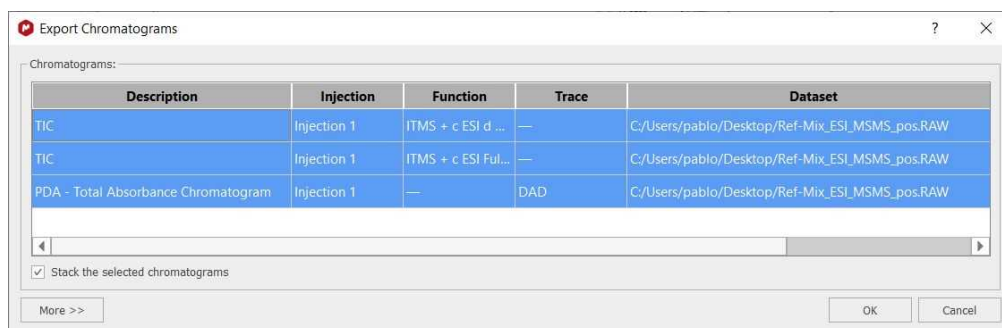 Export Chromatograms
Chromatograms:
Description Injection Function Trace Dataset
TIC Injection 1 ITMS + c ESI d ... — C:/Users/pablo/Desktop/Ref-Mix_ESI_MSMS_pos.RAW
TIC Injection 1 ITMS + c ESI Ful... — C:/Users/pablo/Desktop/Ref-Mix_ESI_MSMS_pos.RAW
PDA - Total Absorbance Chromatogram Injection 1 — DAD C:/Users/pablo/Desktop/Ref-Mix_ESI_MSMS_pos.RAW
Stack the selected chromatograms
More >> OK Cancel